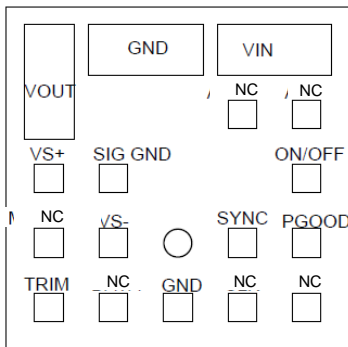 GND VIN
VOUT NC NC
VS+ SIG GND ON/OFF
NC VS- SYNC PGOOD
TRIM NC GND NC NC